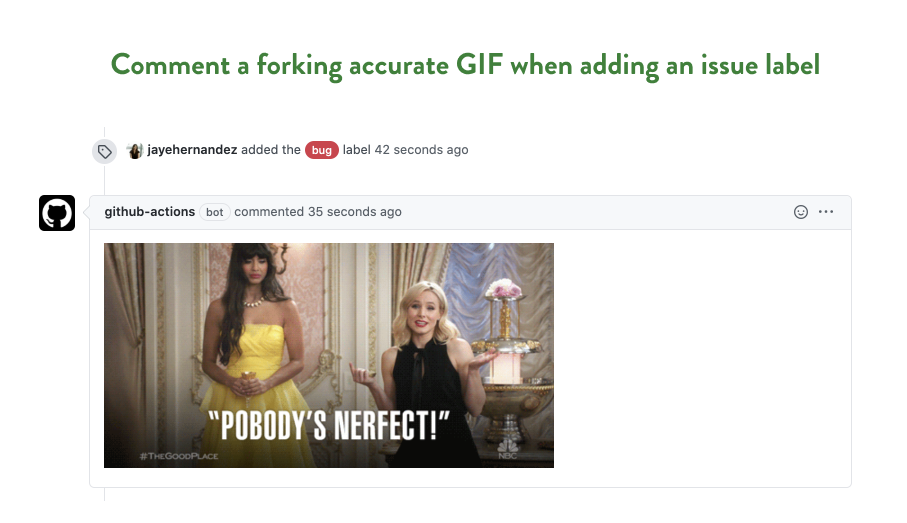 Comment a forking accurate GIF when adding an issue label
jayehernandez added the bug label 42 seconds ago
github-actions bot commented 35 seconds ago
“POBODY’S NERFECT!”
#THEGOODPLACE
NBC